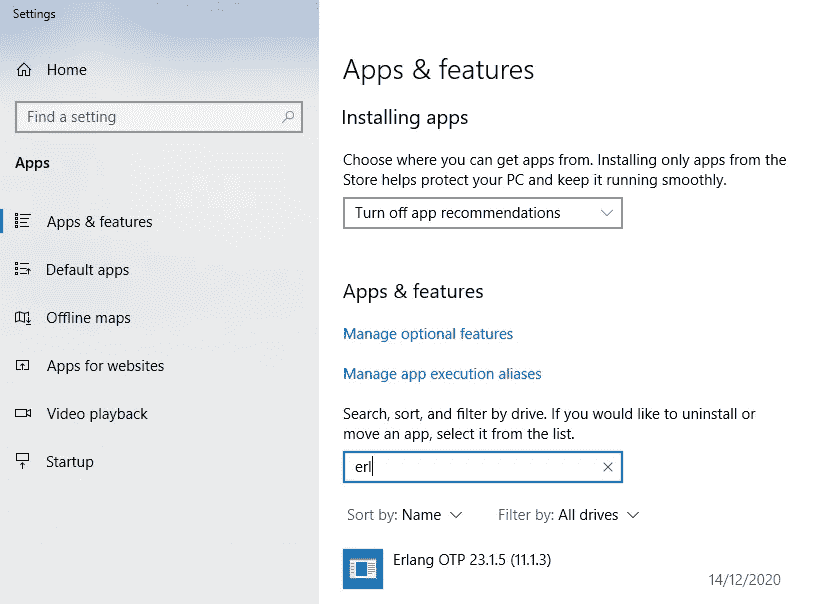 Settings
Home
Find a setting
Apps
Apps & features
Default apps
Offline maps
Apps for websites
Video playback
Startup
Apps & features
Installing apps
Choose where you can get apps from. Installing only apps from the
Store helps protect your PC and keep it running smoothly.
Turn off app recommendations
Apps & features
Manage optional features
Manage app execution aliases
Search, sort, and filter by drive. If you would like to uninstall or
move an app, select it from the list.
erl
Sort by: Name Filter by: All drives
Erlang OTP 23.1.5 (11.1.3)
14/12/2020